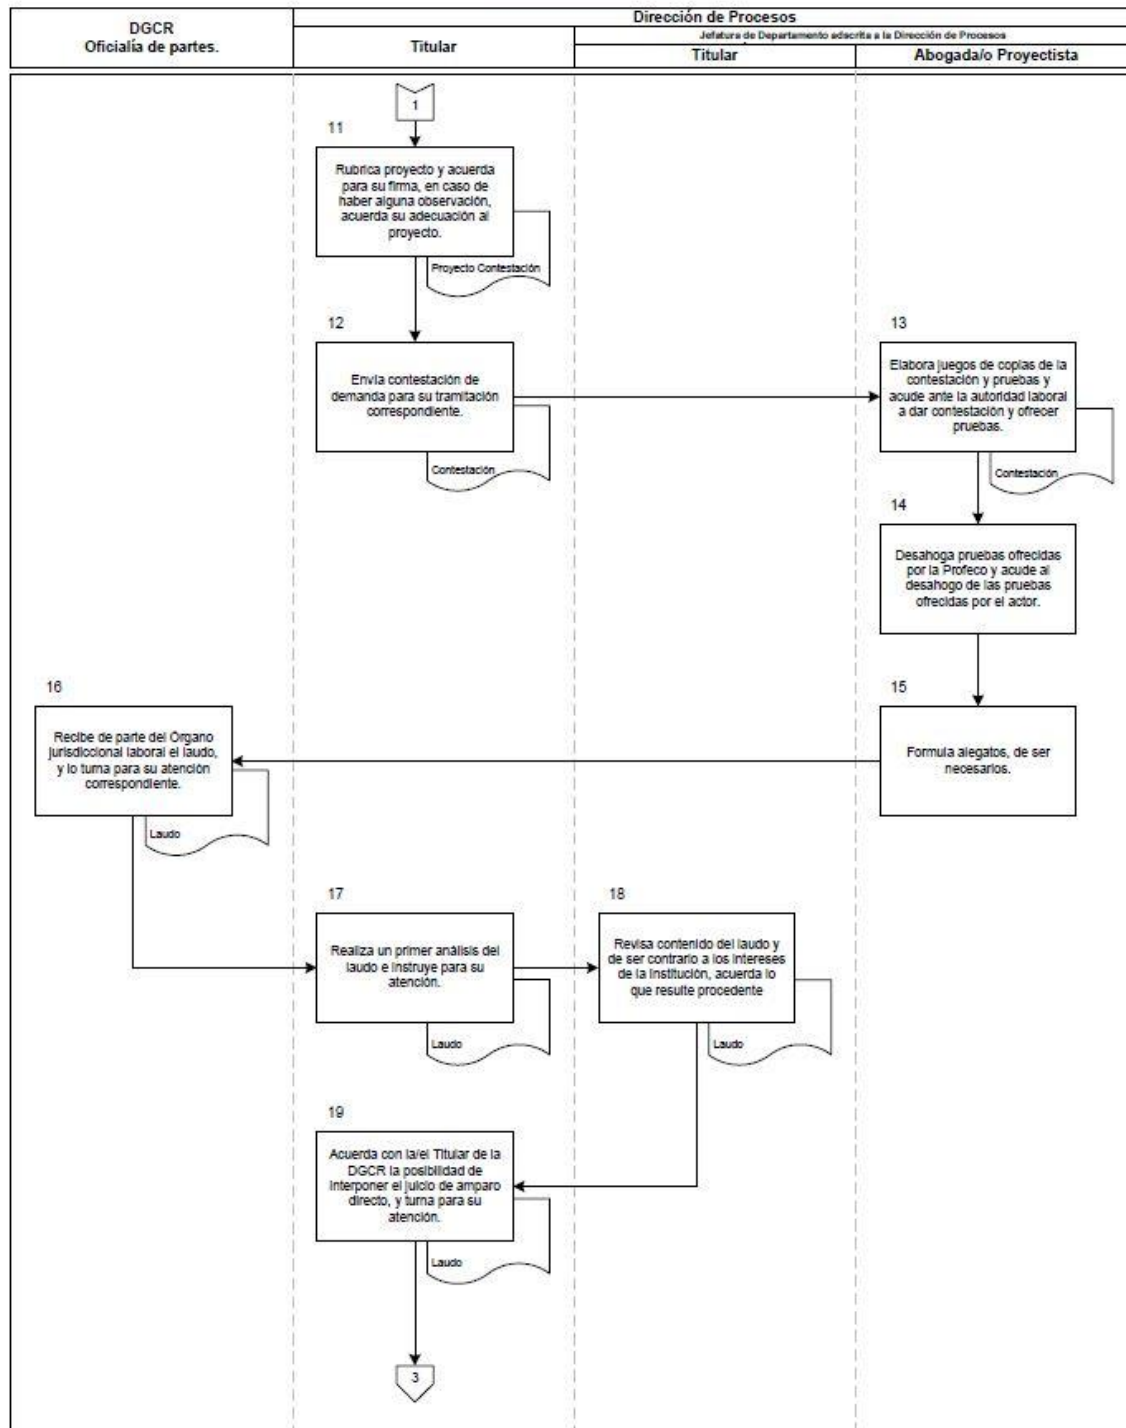 DGCR
Oficialía de partes.
Dirección de Procesos
Titular
Jefatura de Departamento adscrita a la Dirección de Procesos
Titular
Abogada/o Proyectista
1
11
Rubrica proyecto y acuerda
para su firma, en caso de
haber alguna observación,
acuerda su adecuación al
proyecto.
Proyecto Contestación
12
Envía contestación de
demanda para su tramitación
correspondiente.
Contestación
13
Elabora juegos de copias de la
contestación y pruebas y
acude ante la autoridad laboral
a dar contestación y ofrecer
pruebas.
Contestación
14
Desahoga pruebas ofrecidas
por la Profeco y acude al
desahogo de las pruebas
ofrecidas por el actor.
15
Formula alegatos, de ser
necesarios.
16
Recibe de parte del Órgano
jurisdiccional laboral el laudo,
y lo turna para su atención
correspondiente.
Laudo
17
Realiza un primer análisis del
laudo e instruye para su
atención.
Laudo
18
Revisa contenido del laudo y
de ser contrario a los intereses
de la Institución, acuerda lo
que resulte procedente
Laudo
19
Acuerda con la/el Titular de la
DGCR la posibilidad de
interponer el juicio de amparo
directo, y turna para su
atención.
Laudo
3